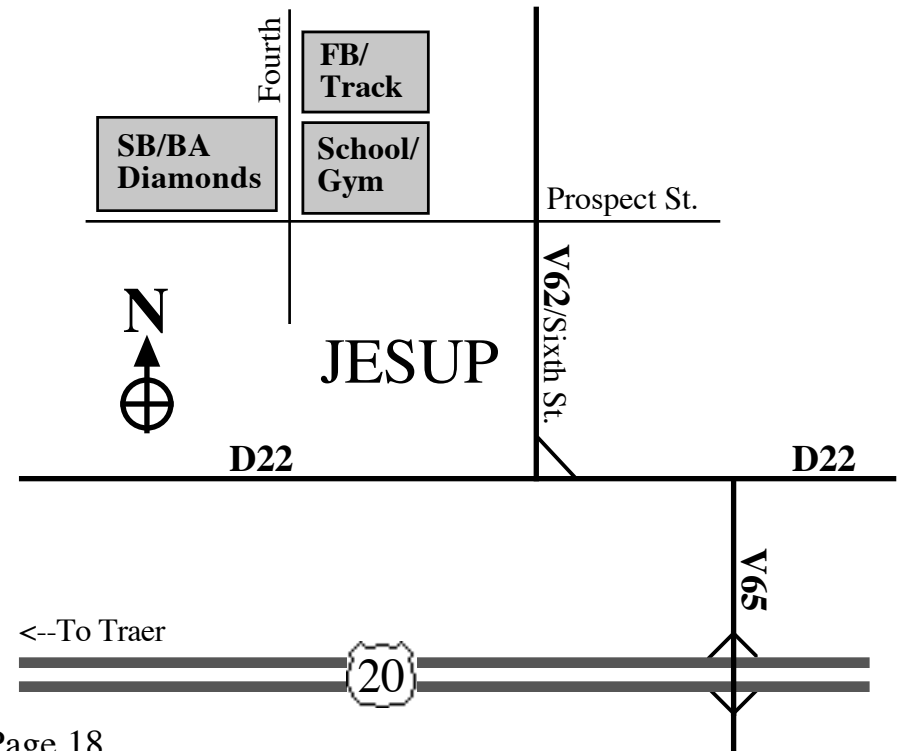 Fourth
FB/
Track
SB/BA
Diamonds
School/
Gym
Prospect St.
V62/Sixth St.
N
JESUP
D22
D22
V65
<--To Traer
20
Page 18